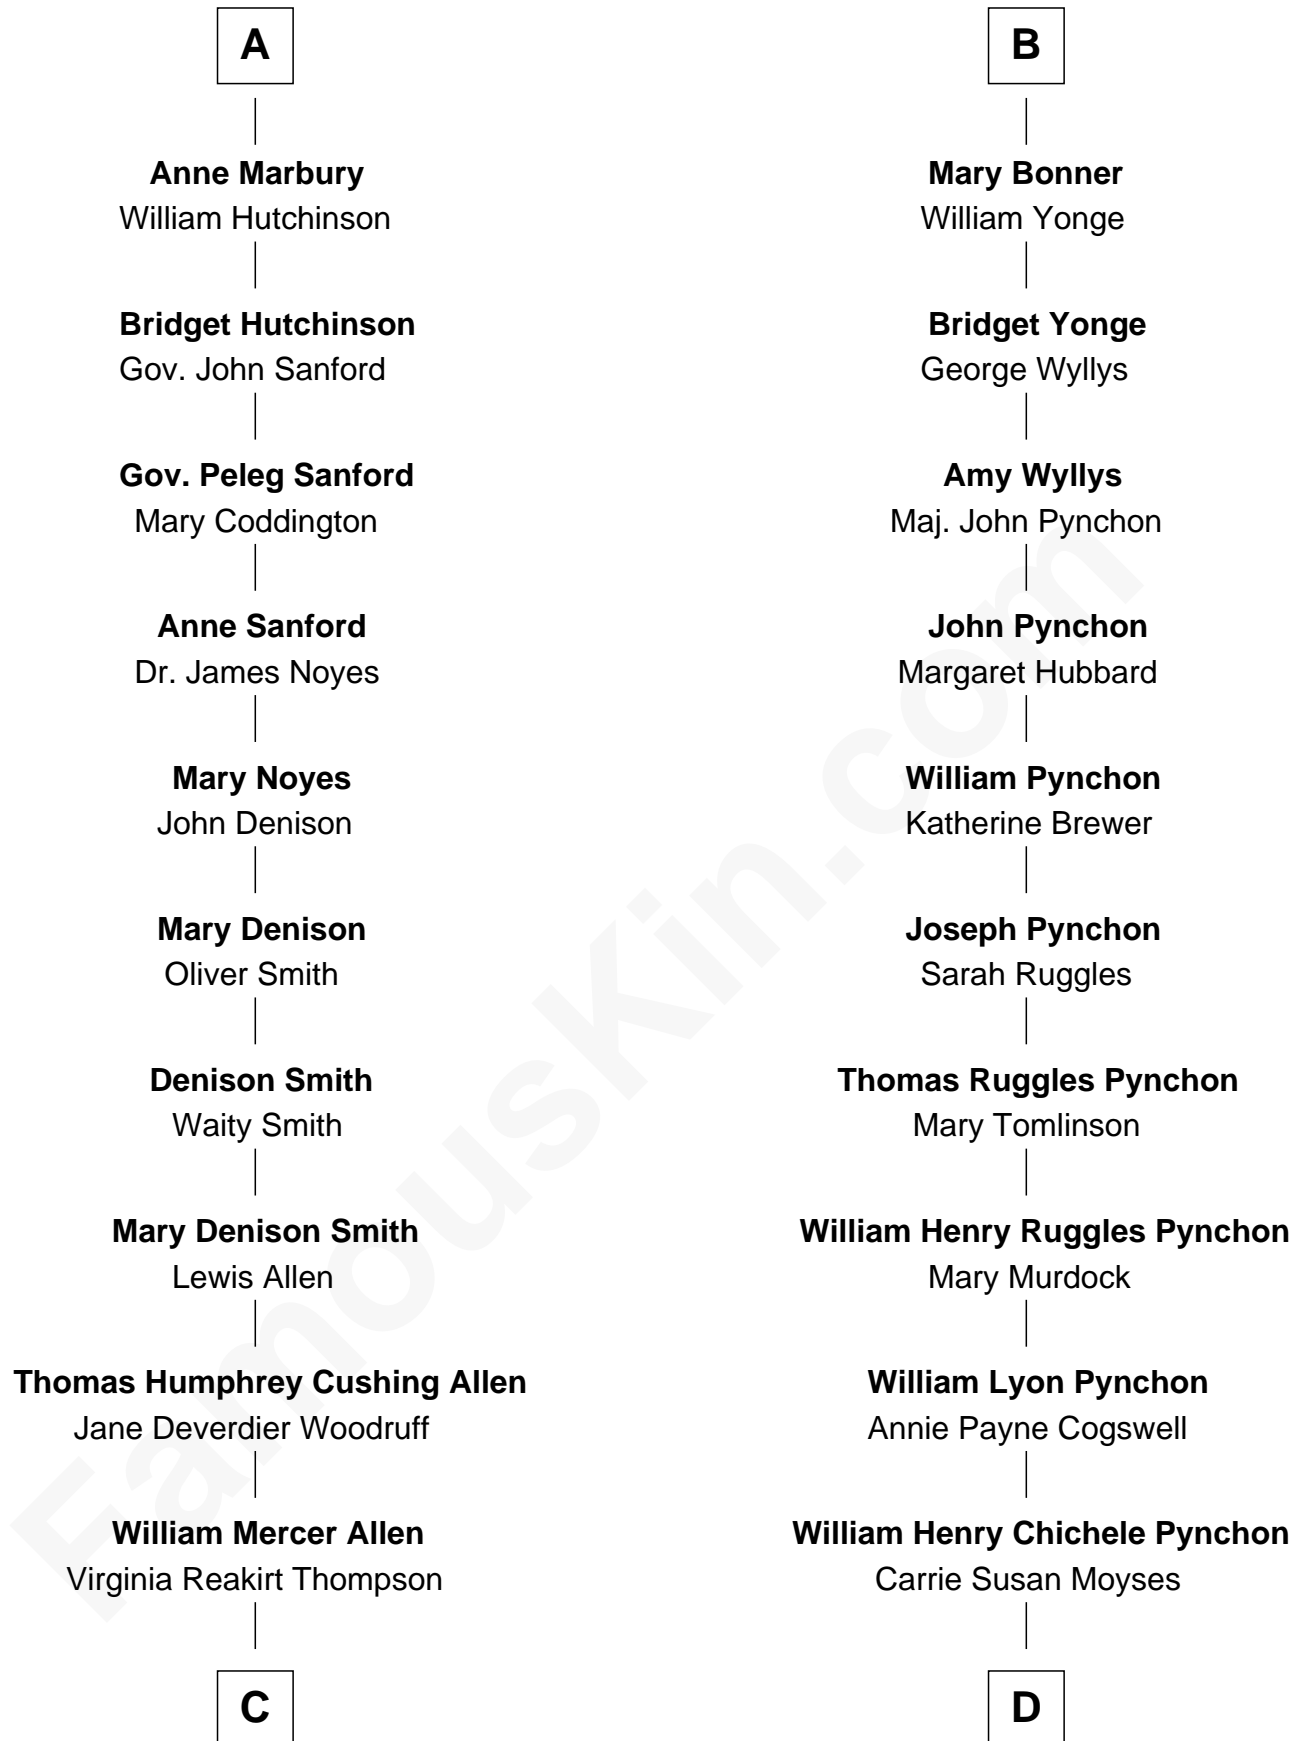 A
Anne Marbury
William Hutchinson
Bridget Hutchinson
Gov. John Sanford
Gov. Peleg Sanford
Mary Coddington
Anne Sanford
Dr. James Noyes
Mary Noyes
John Denison
Mary Denison
Oliver Smith
Denison Smith
Waity Smith
Mary Denison Smith
Lewis Allen
Thomas Humphrey Cushing Allen
Jane Deverdier Woodruff
William Mercer Allen
Virginia Reakirt Thompson
C
B
Mary Bonner
William Yonge
Bridget Yonge
George Wyllys
Amy Wyllys
Maj. John Pynchon
John Pynchon
Margaret Hubbard
William Pynchon
Katherine Brewer
Joseph Pynchon
Sarah Ruggles
Thomas Ruggles Pynchon
Mary Tomlinson
William Henry Ruggles Pynchon
Mary Murdock
William Lyon Pynchon
Annie Payne Cogswell
William Henry Chichele Pynchon
Carrie Susan Moyses
D
FamousKin.com